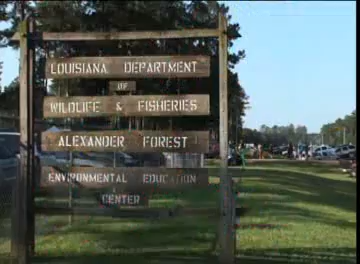 LOUISIANA DEPARTMENT
OF
WILDLIFE & FISHERIES
ALEXANDER FOREST
ENVIRONMENTAL EDUCATION
CENTER